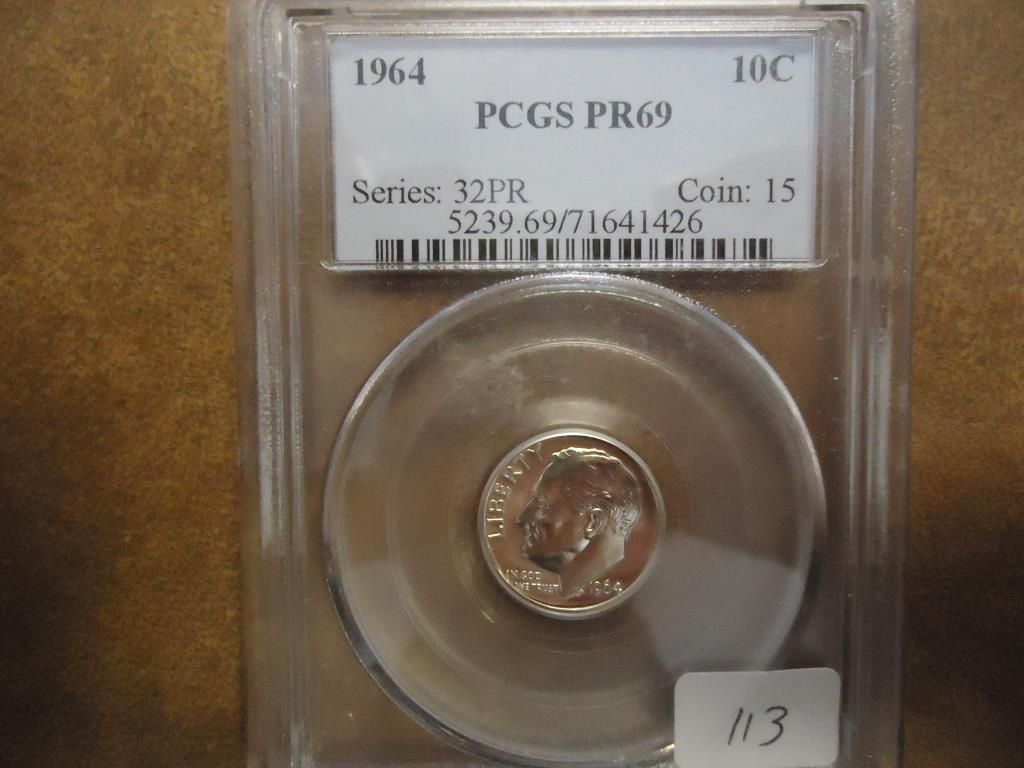 1964 10C
PCGS PR69
Series: 32PR Coin: 15
5239.69/71641426
LIBERTY
IN GOD
WE TRUST
1964
113